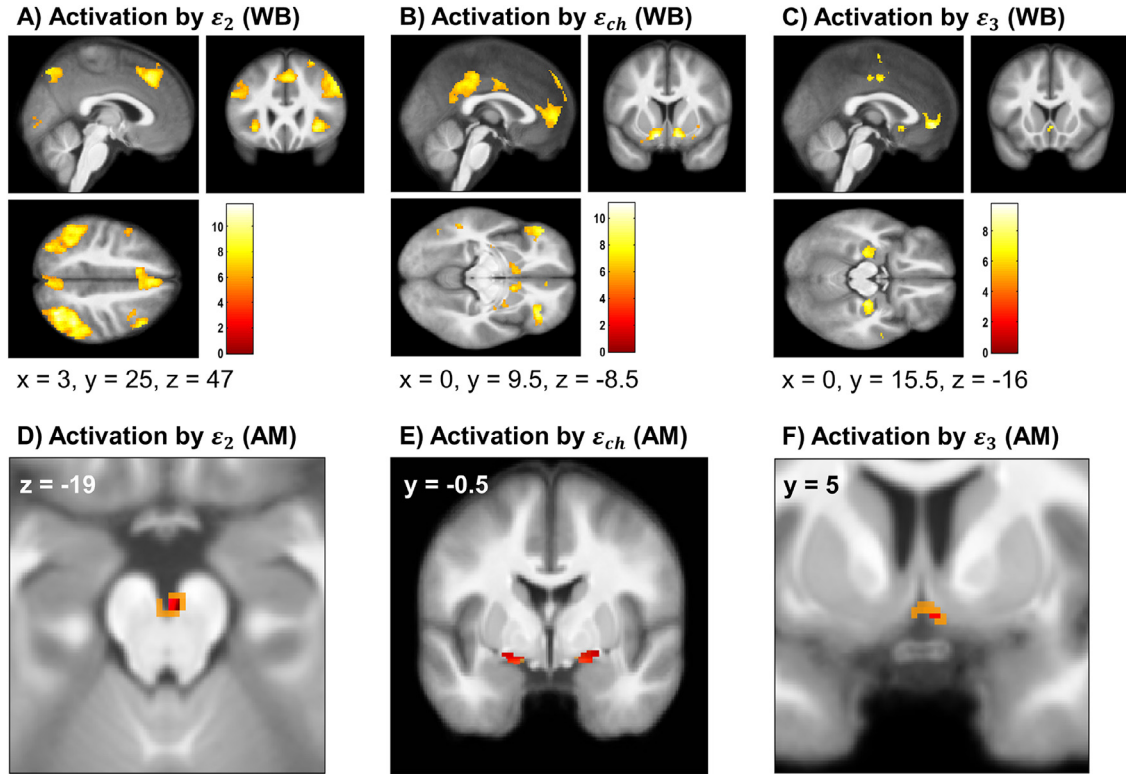 A) Activation by ε₂ (WB)
B) Activation by ε_ch (WB)
C) Activation by ε₃ (WB)
10
8
6
4
2
0
x = 3, y = 25, z = 47
10
8
6
4
2
0
x = 0, y = 9.5, z = -8.5
8
6
4
2
0
x = 0, y = 15.5, z = -16
D) Activation by ε₂ (AM)
E) Activation by ε_ch (AM)
F) Activation by ε₃ (AM)
z = -19
y = -0.5
y = 5